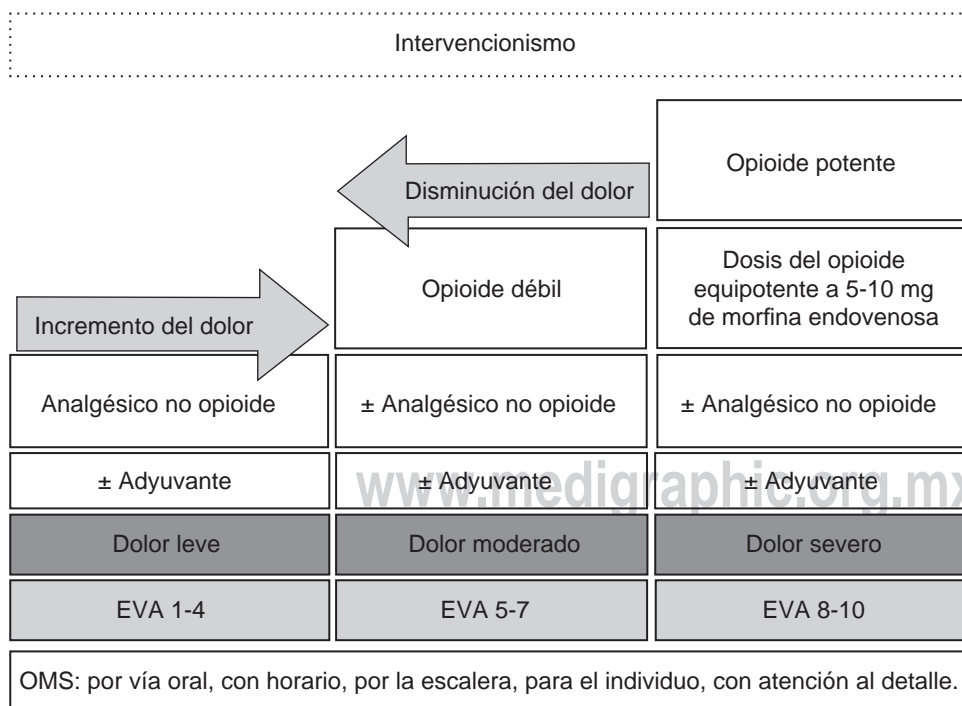 Intervencionismo
Opioide potente
Disminución del dolor
Opioide débil
Dosis del opioide
equipotente a 5-10 mg
de morfina endovenosa
Incremento del dolor
Analgésico no opioide
± Analgésico no opioide
± Analgésico no opioide
± Adyuvante
± Adyuvante
± Adyuvante
www.medigraphic.org.mx
Dolor leve
Dolor moderado
Dolor severo
EVA 1-4
EVA 5-7
EVA 8-10
OMS: por vía oral, con horario, por la escalera, para el individuo, con atención al detalle.